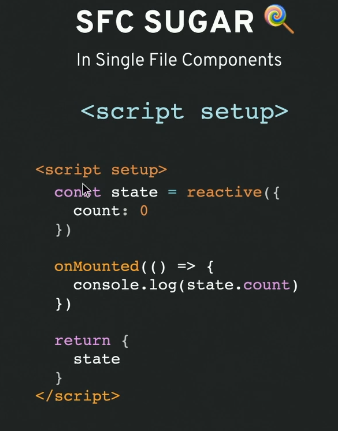 SFC SUGAR 🍭
In Single File Components
<script setup>
<script setup>
  const state = reactive({
    count: 0
  })

  onMounted(() => {
    console.log(state.count)
  })

  return {
    state
  }
</script>